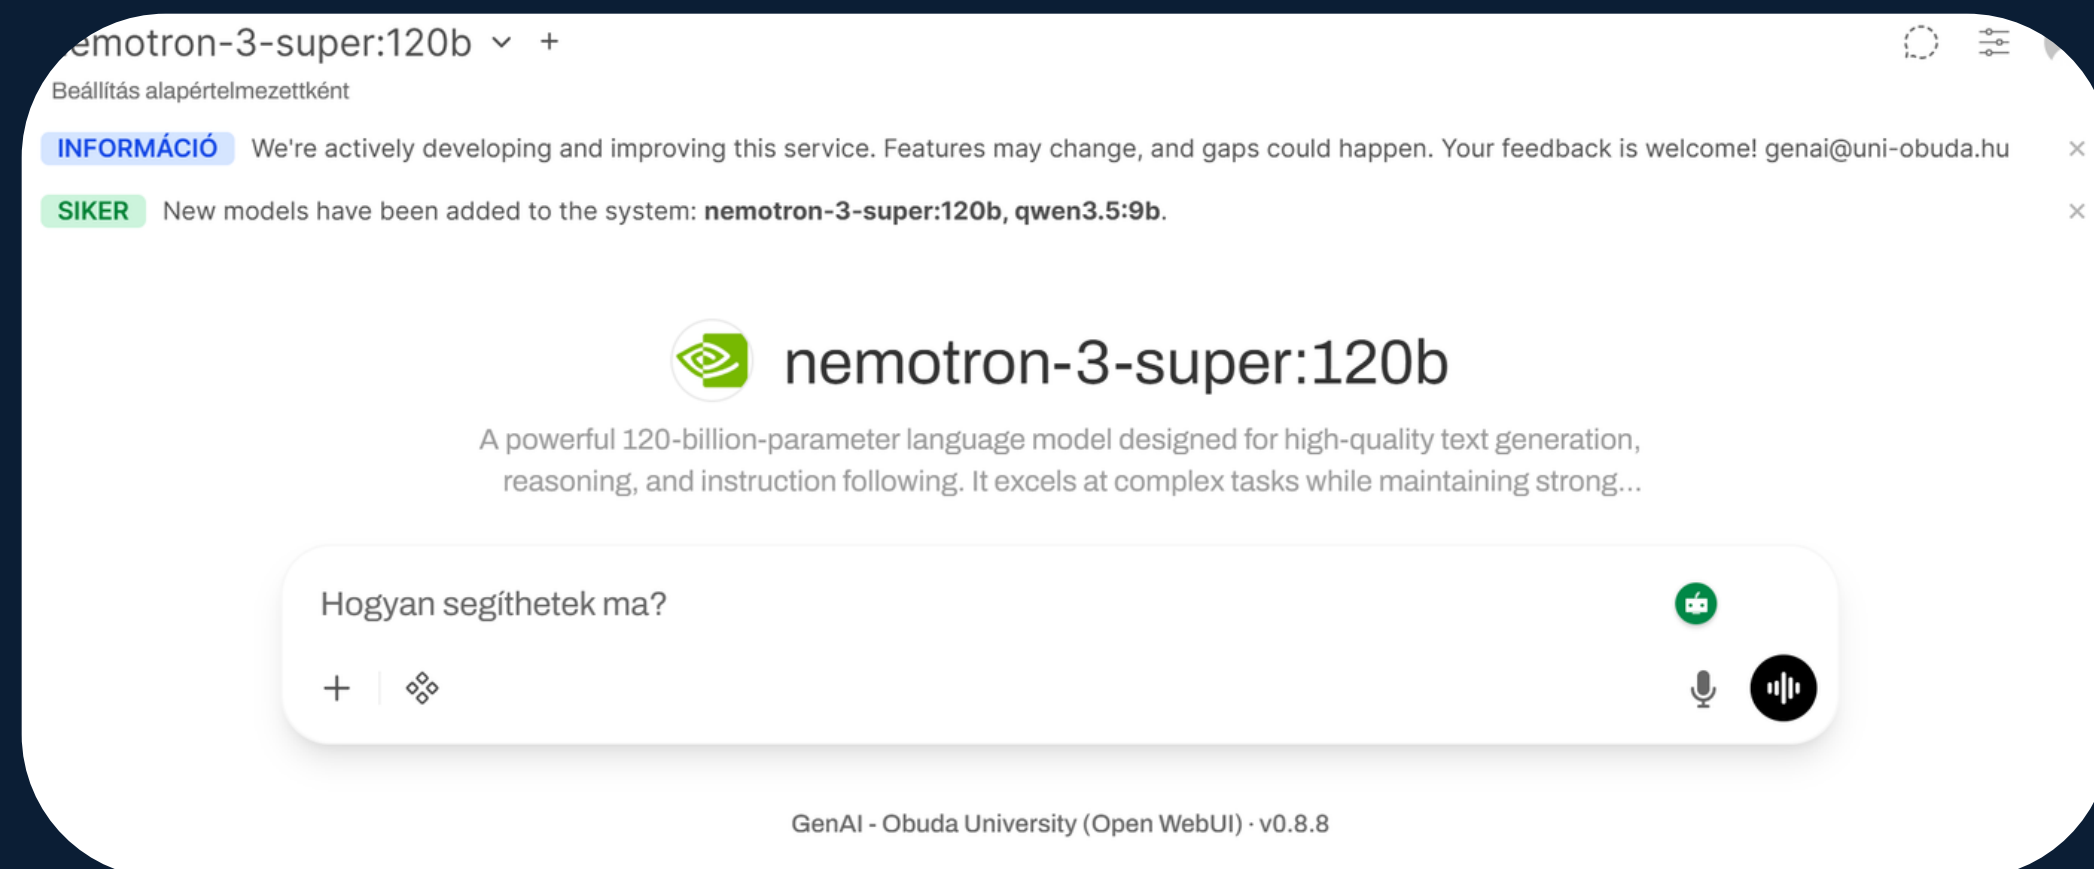 emotron-3-super:120b
Beállítás alapértelmezettként
INFORMÁCIÓ We're actively developing and improving this service. Features may change, and gaps could happen. Your feedback is welcome! genai@uni-obuda.hu
SIKER New models have been added to the system: nemotron-3-super:120b, qwen3.5:9b.
nemotron-3-super:120b
A powerful 120-billion-parameter language model designed for high-quality text generation,
reasoning, and instruction following. It excels at complex tasks while maintaining strong...
Hogyan segíthetek ma?
GenAI - Obuda University (Open WebUI) · v0.8.8